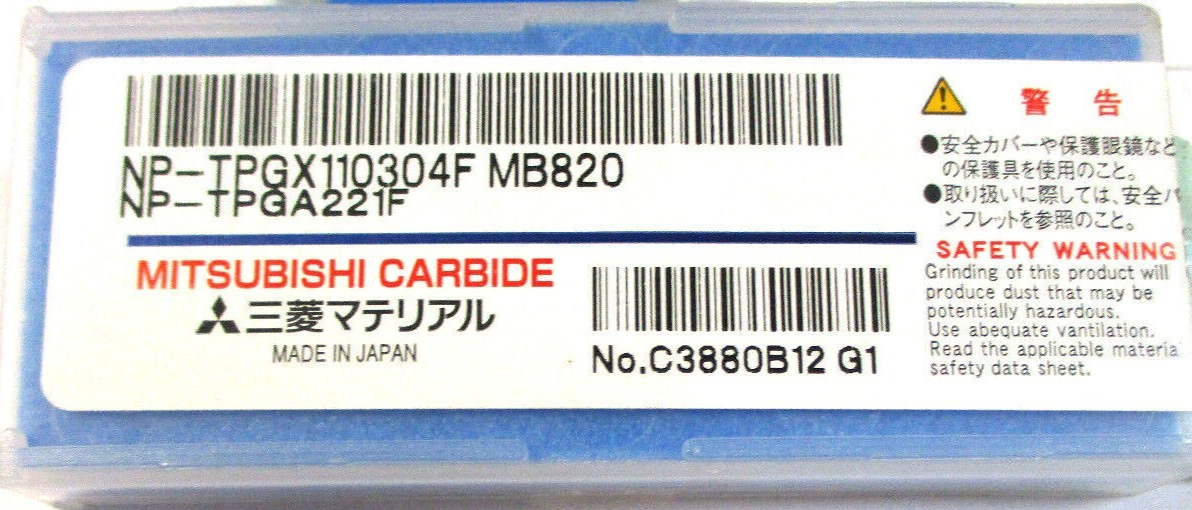 NP-TPGX110304F MB820
NP-TPGA221F
MITSUBISHI CARBIDE
三菱マテリアル
MADE IN JAPAN
No.C3880B12 G1
警告
●安全カバーや保護眼鏡など
の保護具を使用のこと。
●取り扱いに際しては、安全パ
ンフレットを参照のこと。
SAFETY WARNING
Grinding of this product will
produce dust that may be
potentially hazardous.
Use abequate vantilation.
Read the applicable materia
safety data sheet.